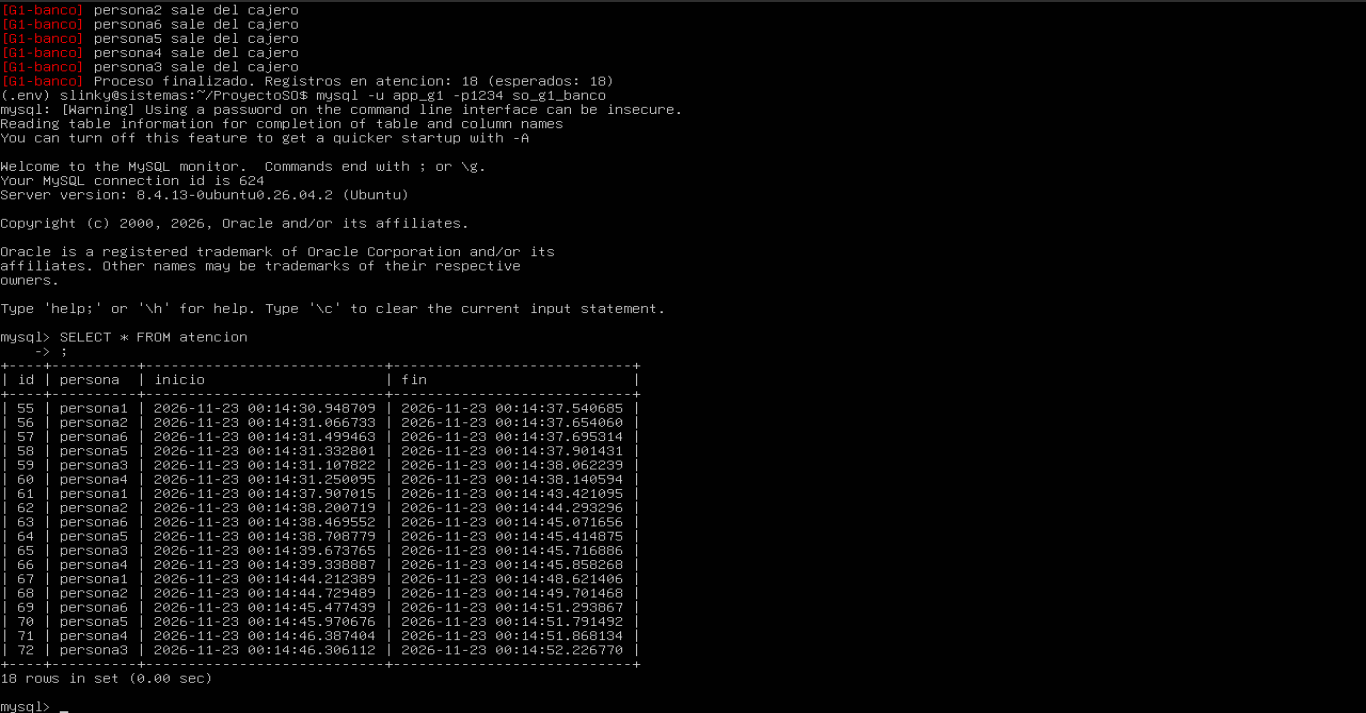 [G1-banco] persona2 sale del cajero
[G1-banco] persona6 sale del cajero
[G1-banco] persona5 sale del cajero
[G1-banco] persona4 sale del cajero
[G1-banco] persona3 sale del cajero
[G1-banco] Proceso finalizado. Registros en atencion: 18 (esperados: 18)
(.env) slinky@sistemas:~/ProyectoSO$ mysql -u app_g1 -p1234 so_g1_banco
mysql: [Warning] Using a password on the command line interface can be insecure.
Reading table information for completion of table and column names
You can turn off this feature to get a quicker startup with -A

Welcome to the MySQL monitor.  Commands end with ; or \g.
Your MySQL connection id is 624
Server version: 8.4.13-0ubuntu0.26.04.2 (Ubuntu)

Copyright (c) 2000, 2026, Oracle and/or its affiliates.

Oracle is a registered trademark of Oracle Corporation and/or its
affiliates. Other names may be trademarks of their respective
owners.

Type 'help;' or '\h' for help. Type '\c' to clear the current input statement.

mysql> SELECT * FROM atencion
    -> ;
+----+----------+----------------------------+----------------------------+
| id | persona  | inicio                     | fin                        |
+----+----------+----------------------------+----------------------------+
| 55 | persona1 | 2026-11-23 00:14:30.948709 | 2026-11-23 00:14:37.540685 |
| 56 | persona2 | 2026-11-23 00:14:31.066733 | 2026-11-23 00:14:37.654060 |
| 57 | persona6 | 2026-11-23 00:14:31.499463 | 2026-11-23 00:14:37.695314 |
| 58 | persona5 | 2026-11-23 00:14:31.332801 | 2026-11-23 00:14:37.901431 |
| 59 | persona3 | 2026-11-23 00:14:31.107822 | 2026-11-23 00:14:38.062239 |
| 60 | persona4 | 2026-11-23 00:14:31.250095 | 2026-11-23 00:14:38.140594 |
| 61 | persona1 | 2026-11-23 00:14:37.907015 | 2026-11-23 00:14:43.421095 |
| 62 | persona2 | 2026-11-23 00:14:38.200719 | 2026-11-23 00:14:44.293296 |
| 63 | persona6 | 2026-11-23 00:14:38.469552 | 2026-11-23 00:14:45.071656 |
| 64 | persona5 | 2026-11-23 00:14:38.708779 | 2026-11-23 00:14:45.414875 |
| 65 | persona3 | 2026-11-23 00:14:39.673765 | 2026-11-23 00:14:45.716886 |
| 66 | persona4 | 2026-11-23 00:14:39.338887 | 2026-11-23 00:14:45.858268 |
| 67 | persona1 | 2026-11-23 00:14:44.212389 | 2026-11-23 00:14:48.621406 |
| 68 | persona2 | 2026-11-23 00:14:44.729489 | 2026-11-23 00:14:49.701468 |
| 69 | persona6 | 2026-11-23 00:14:45.477439 | 2026-11-23 00:14:51.293867 |
| 70 | persona5 | 2026-11-23 00:14:45.970676 | 2026-11-23 00:14:51.791492 |
| 71 | persona4 | 2026-11-23 00:14:46.387404 | 2026-11-23 00:14:51.868134 |
| 72 | persona3 | 2026-11-23 00:14:46.306112 | 2026-11-23 00:14:52.226770 |
+----+----------+----------------------------+----------------------------+
18 rows in set (0.00 sec)

mysql> _